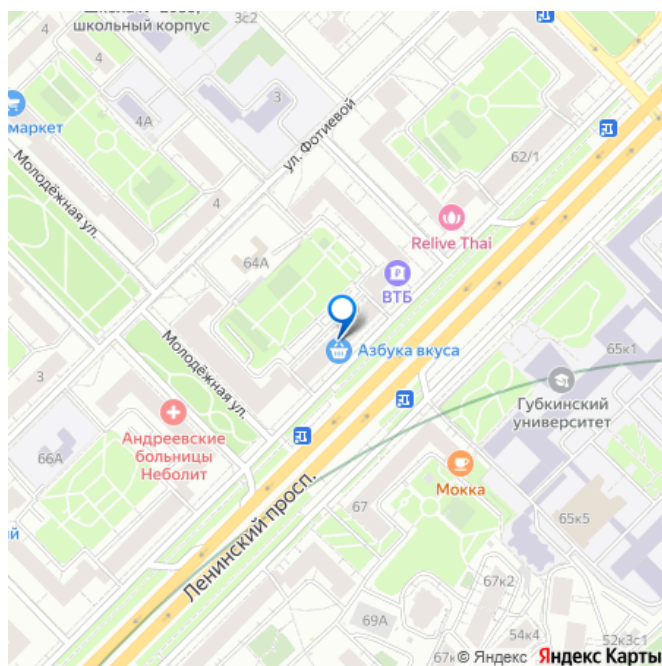 школьный корпус
3с2
3
4А
маркет
ул. Фотиевой
62/1
Молодёжная ул.
4
Relive Thai
64А
ВТБ
Азбука вкуса
65к1
Молодёжная ул.
Губкинский
университет
3
Андреевские
больницы
Неболит
66А
Мокка
Ленинский просп.
67
65к5
ий
67к2
69А
54к4
52к3с1
67к
© Яндекс Яндекс Карты